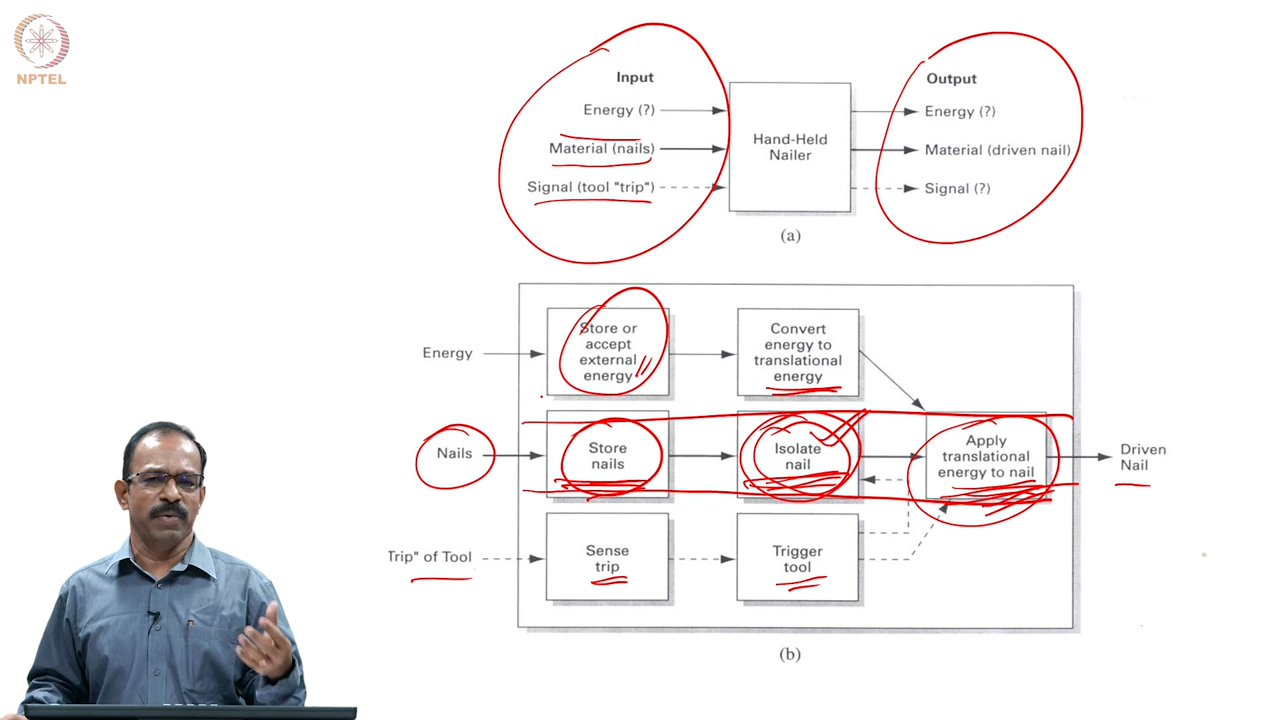 NPTEL
Input
Output
Energy (?)
Energy (?)
Material (nails)
Hand-Held
Nailer
Material (driven nail)
Signal (tool "trip")
Signal (?)
(a)
Energy
Store or
accept
external
energy
Convert
energy to
translational
energy
Nails
Store
nails
Isolate
nail
Apply
translational
energy to nail
Driven
Nail
Trip" of Tool
Sense
trip
Trigger
tool
(b)